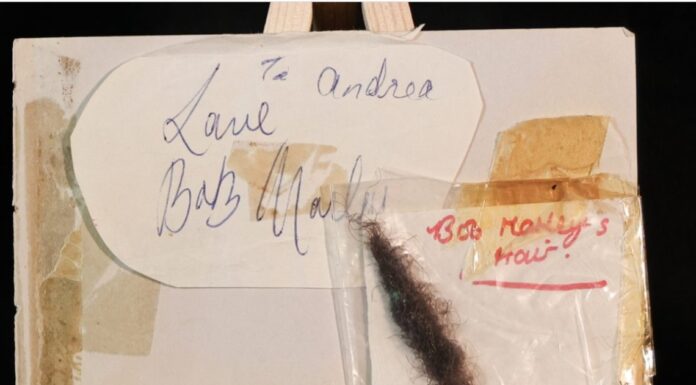 To Andrea
Love
Bob Marley
Bob Marley's
Hair.